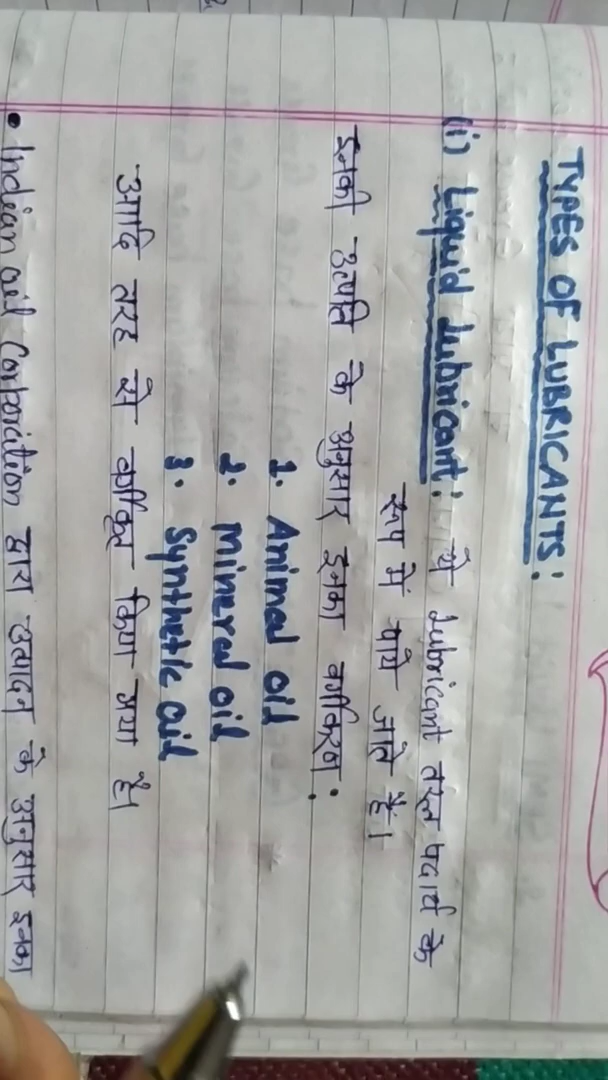 TYPES OF LUBRICANTS:
(i) Liquid Lubricant: ये Lubricant तरल पदार्थ के
रूप में पाये जाते हैं।
इनकी उत्पत्ति के अनुसार इनका वर्गीकरण:
1. Animal oil
2. Mineral oil
3. Synthetic oil
आदि तरह से वर्गीकृत किया गया है।
• Indian oil Corporation द्वारा उत्पादन के अनुसार इनका